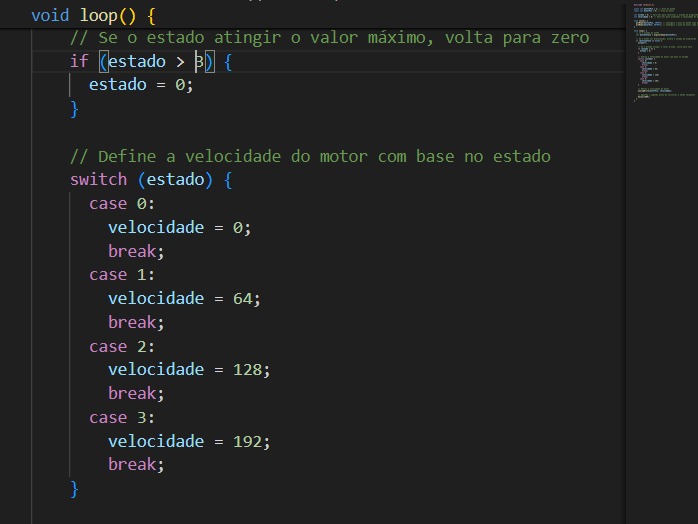 void loop() {
// Se o estado atingir o valor máximo, volta para zero
if (estado > 3) {
estado = 0;
}
// Define a velocidade do motor com base no estado
switch (estado) {
case 0:
velocidade = 0;
break;
case 1:
velocidade = 64;
break;
case 2:
velocidade = 128;
break;
case 3:
velocidade = 192;
break;
}